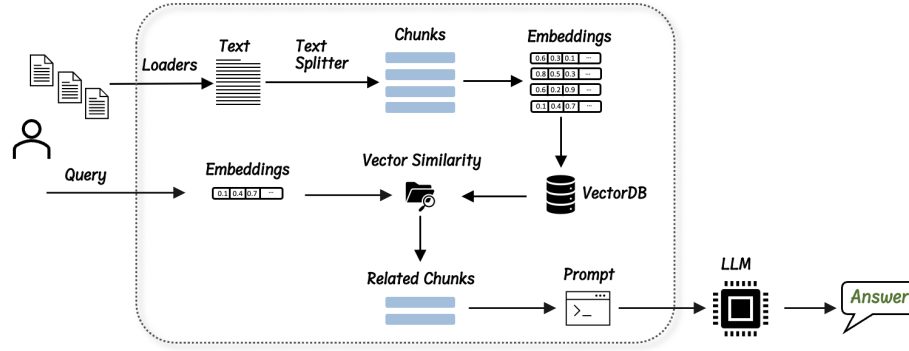 Loaders
Text
Text
Splitter
Chunks
Embeddings
0.6 0.3 0.1 ...
0.8 0.5 0.3 ...
0.6 0.2 0.9 ...
0.1 0.4 0.7 ...
Query
Embeddings
0.1 0.4 0.7 ...
Vector Similarity
VectorDB
Related Chunks
Prompt
>_
LLM
Answer